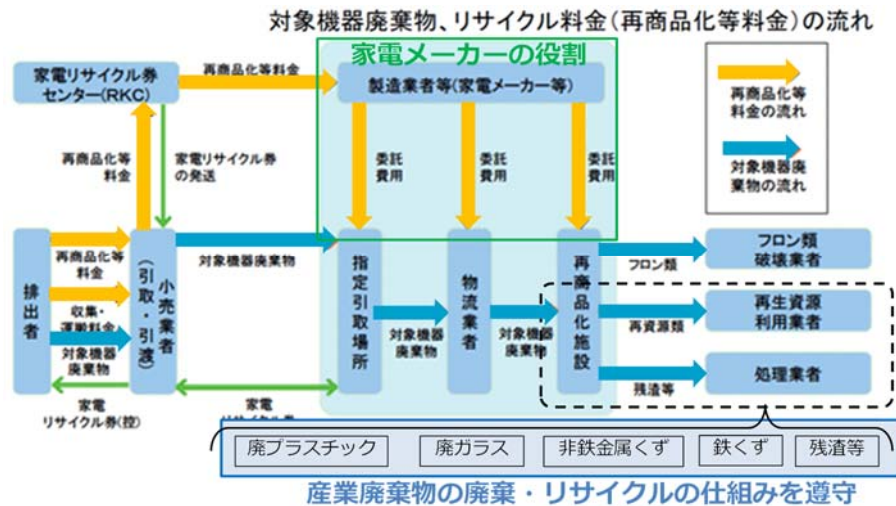 対象機器廃棄物、リサイクル料金(再商品化等料金)の流れ
家電メーカーの役割
家電リサイクル券
センター(RKC)
再商品化等料金
製造業者等(家電メーカー等)
再商品化等
料金の流れ
対象機器廃
棄物の流れ
再商品化等
料金
家電リサイクル券
の発送
委託
費用
委託
費用
委託
費用
排出者
再商品化等
料金
収集・
運搬料金
対象機器
廃棄物
小売業者
(引取・引渡)
対象機器廃棄物
指定引取場所
対象機器
廃棄物
物流業者
対象機器
廃棄物
再商品化施設
フロン類
フロン類
破壊業者
再資源類
再生資源
利用業者
残渣等
処理業者
家電
リサイクル券(控)
家電
廃プラスチック
廃ガラス
非鉄金属くず
鉄くず
残渣等
産業廃棄物の廃棄・リサイクルの仕組みを遵守